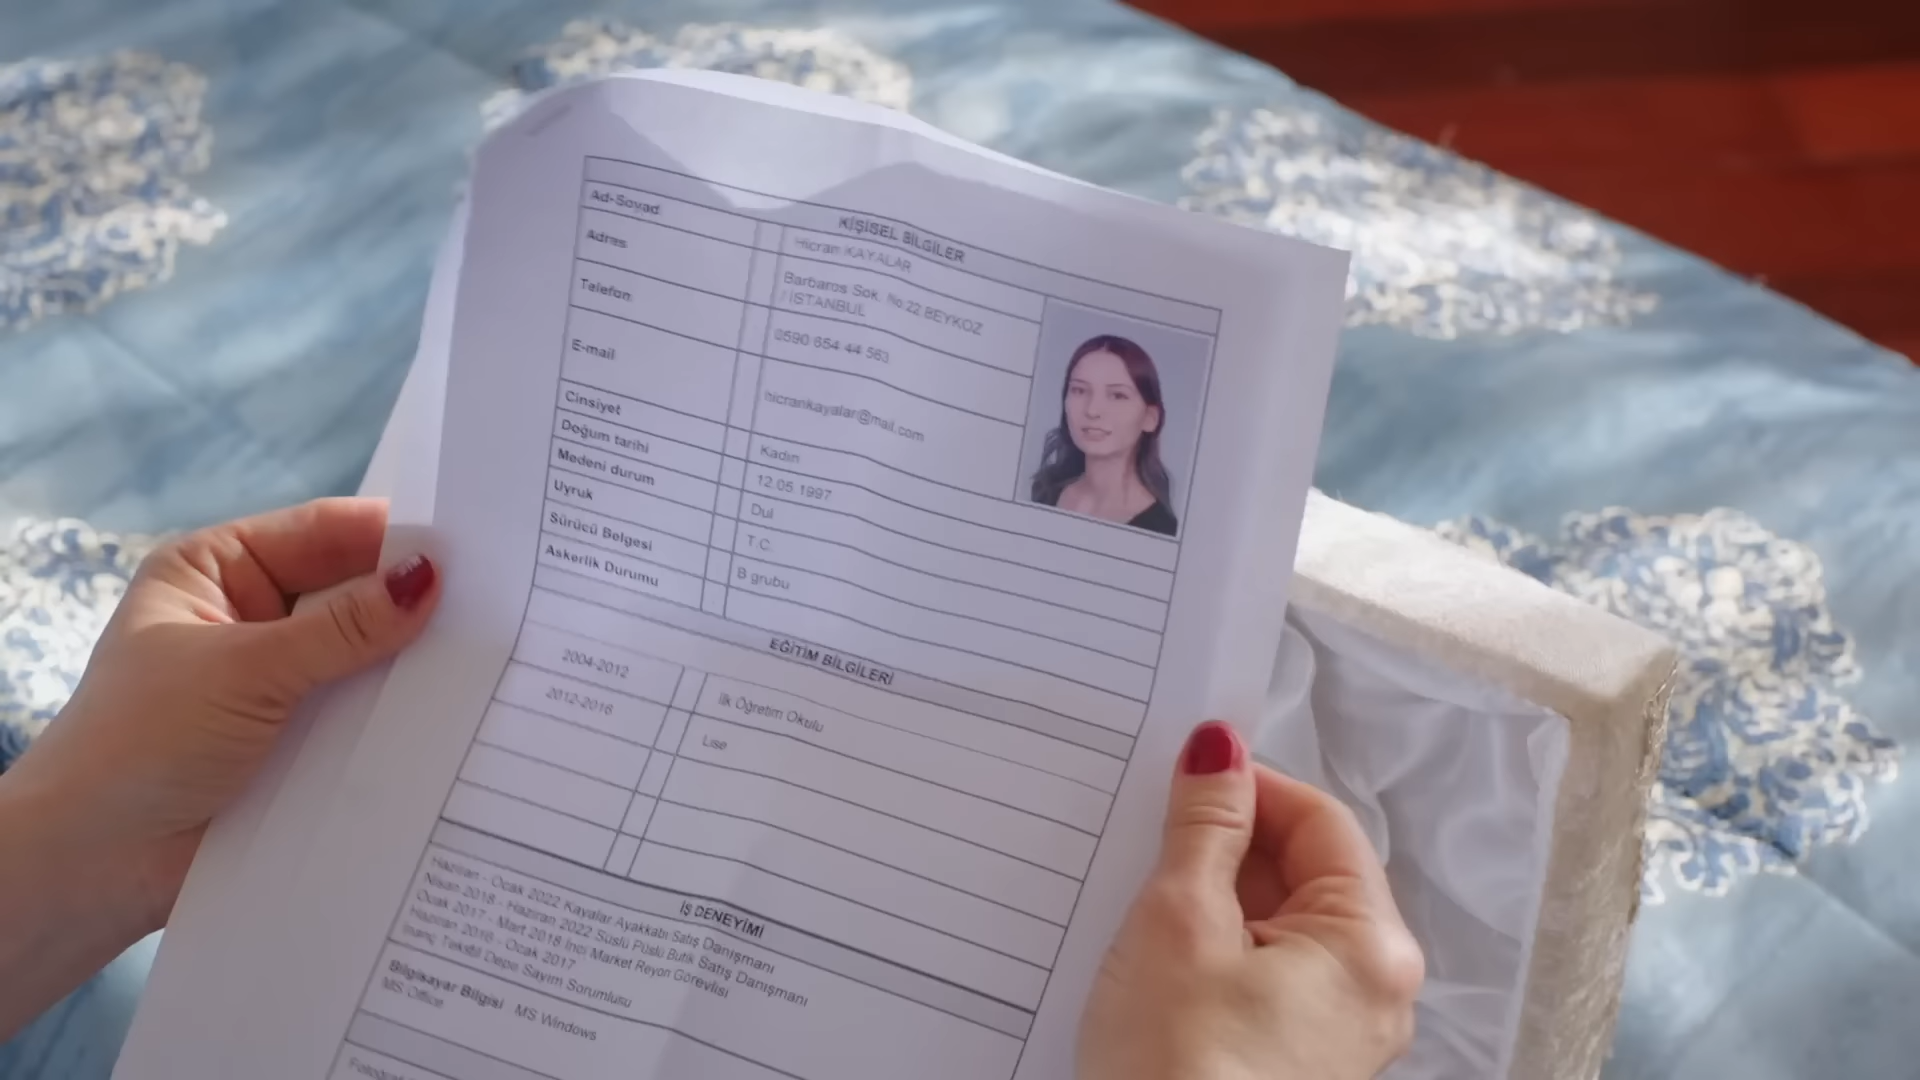 KİŞİSEL BİLGİLER
Ad-Soyad Hicran KAYALAR
Adres Barbaros Sok. No:22 BEYKOZ
/ İSTANBUL
Telefon 0590 654 44 563
E-mail hicrankayalar@mail.com
Cinsiyet Kadın
Doğum tarihi 12.05.1997
Medeni durum Dul
Uyruk T.C.
Sürücü Belgesi B grubu
Askerlik Durumu
EĞİTİM BİLGİLERİ
2004-2012 İlk Öğretim Okulu
2012-2016 Lise
İŞ DENEYİMİ
Haziran - Ocak 2022 Kayalar Ayakkabı Satış Danışmanı
Nisan 2018 - Haziran 2022 Süslü Püslü Butik Satış Danışmanı
Ocak 2017 - Mart 2018 İnci Market Reyon Görevlisi
Haziran 2016 - Ocak 2017
İnanç Tekstil Depo Sayım Sorumlusu
Bilgisayar Bilgisi MS Windows
MS Office